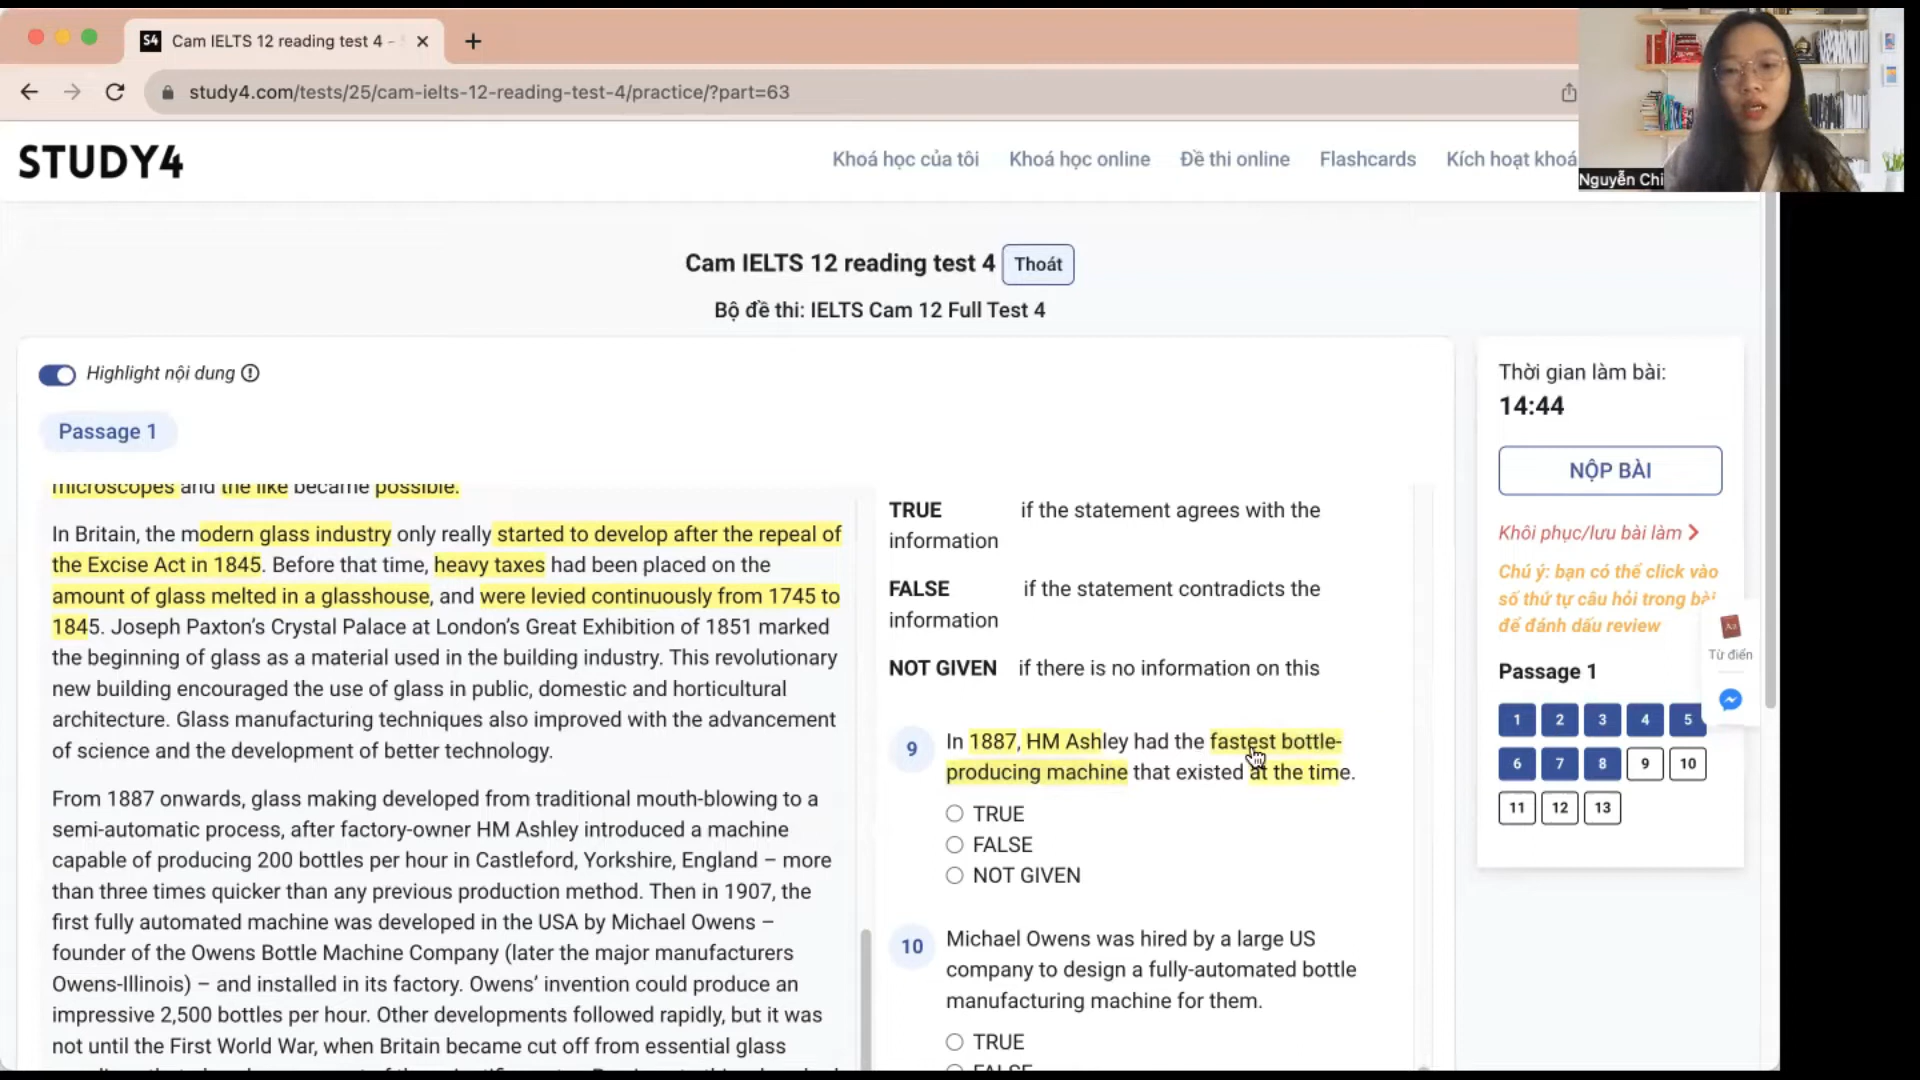 S4 Cam IELTS 12 reading test 4 -
study4.com/tests/25/cam-ielts-12-reading-test-4/practice/?part=63
STUDY4
Khoá học của tôi
Khoá học online
Đề thi online
Flashcards
Kích hoạt khoá
Nguyễn Chi
Cam IELTS 12 reading test 4
Thoát
Bộ đề thi: IELTS Cam 12 Full Test 4
Highlight nội dung
Passage 1
microscopes and the like became possible.
In Britain, the modern glass industry only really started to develop after the repeal of
the Excise Act in 1845. Before that time, heavy taxes had been placed on the
amount of glass melted in a glasshouse, and were levied continuously from 1745 to
1845. Joseph Paxton’s Crystal Palace at London’s Great Exhibition of 1851 marked
the beginning of glass as a material used in the building industry. This revolutionary
new building encouraged the use of glass in public, domestic and horticultural
architecture. Glass manufacturing techniques also improved with the advancement
of science and the development of better technology.
From 1887 onwards, glass making developed from traditional mouth-blowing to a
semi-automatic process, after factory-owner HM Ashley introduced a machine
capable of producing 200 bottles per hour in Castleford, Yorkshire, England – more
than three times quicker than any previous production method. Then in 1907, the
first fully automated machine was developed in the USA by Michael Owens –
founder of the Owens Bottle Machine Company (later the major manufacturers
Owens-Illinois) – and installed in its factory. Owens’ invention could produce an
impressive 2,500 bottles per hour. Other developments followed rapidly, but it was
not until the First World War, when Britain became cut off from essential glass
TRUE if the statement agrees with the
information
FALSE if the statement contradicts the
information
NOT GIVEN if there is no information on this
9 In 1887, HM Ashley had the fastest bottle-
producing machine that existed at the time.
TRUE
FALSE
NOT GIVEN
10 Michael Owens was hired by a large US
company to design a fully-automated bottle
manufacturing machine for them.
TRUE
FALSE
Thời gian làm bài:
14:44
NỘP BÀI
Khôi phục/lưu bài làm
Chú ý: bạn có thể click vào
số thứ tự câu hỏi trong bài
để đánh dấu review
Từ điển
Passage 1
1 2 3 4 5
6 7 8 9 10
11 12 13